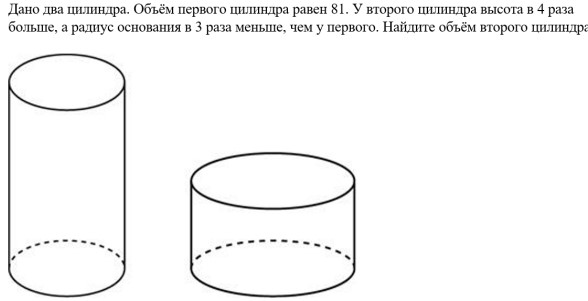 Дано два цилиндра. Объём первого цилиндра равен 81. У второго цилиндра высота в 4 раза
больше, а радиус основания в 3 раза меньше, чем у первого. Найдите объём второго цилиндра